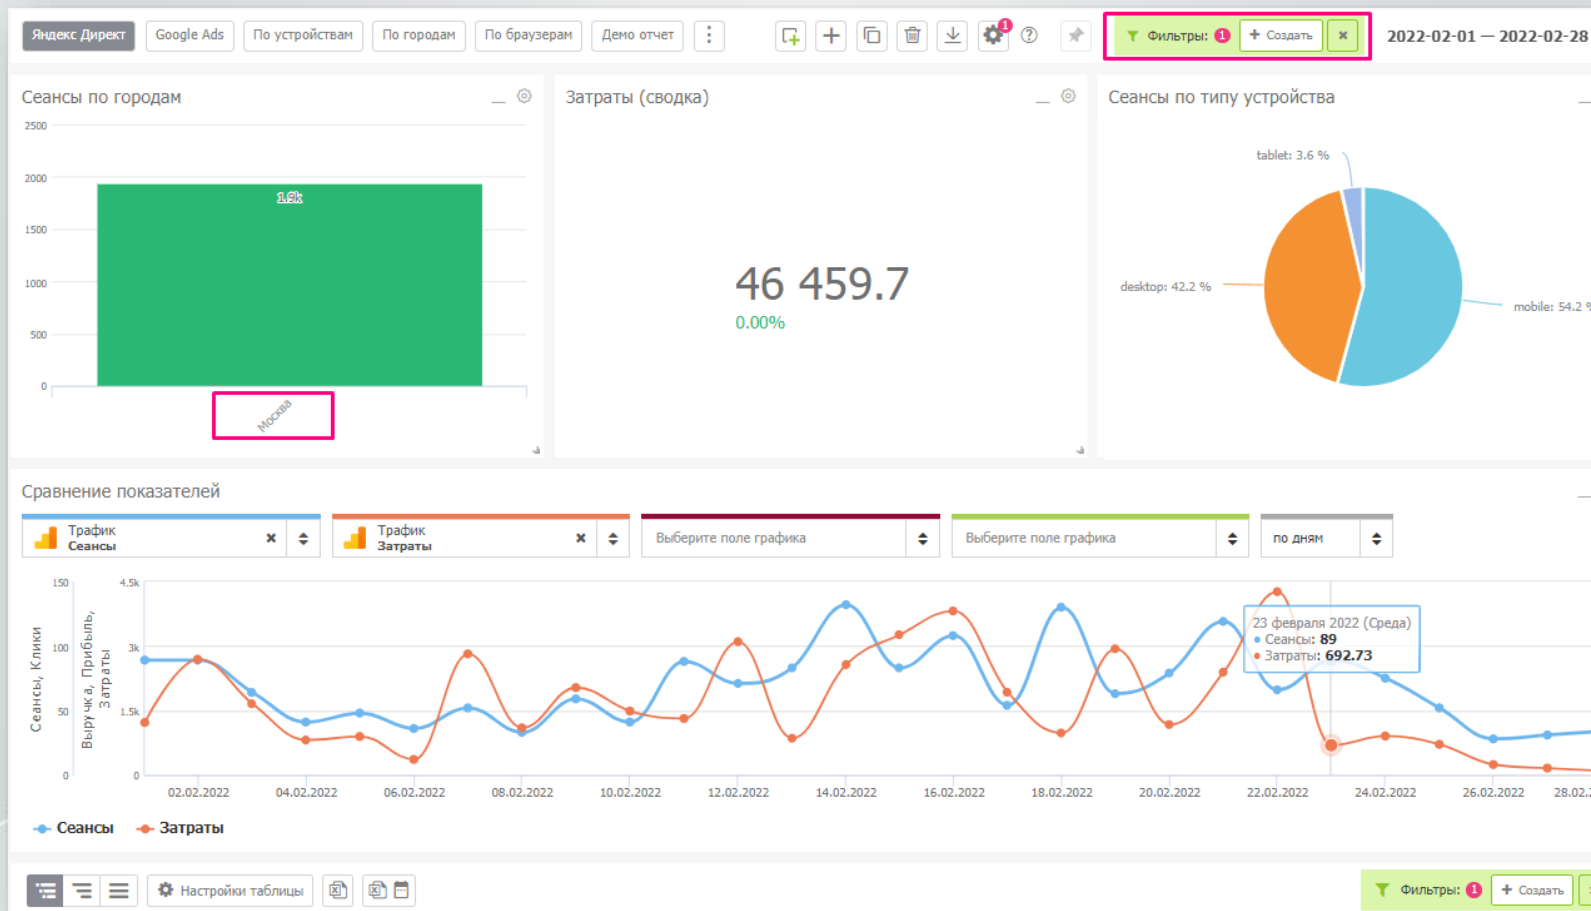 Яндекс Директ Google Ads По устройствам По городам По браузерам Демо отчет 1 Фильтры: 1 + Создать × 2022-02-01 — 2022-02-28
Сеансы по городам
2500
2000
1500
1000
500
0
1.9k
Москва
Затраты (сводка)
46 459.7
0.00%
Сеансы по типу устройства
tablet: 3.6 %
desktop: 42.2 %
mobile: 54.2 %
Сравнение показателей
Трафик
Сеансы
Трафик
Затраты
Выберите поле графика
Выберите поле графика
по дням
Сеансы, Клики
150
100
50
0
Выручка, Прибыль,
Затраты
4.5k
3k
1.5k
0
23 февраля 2022 (Среда)
Сеансы: 89
Затраты: 692.73
02.02.2022 04.02.2022 06.02.2022 08.02.2022 10.02.2022 12.02.2022 14.02.2022 16.02.2022 18.02.2022 20.02.2022 22.02.2022 24.02.2022 26.02.2022 28.02.2
Сеансы Затраты
Настройки таблицы Фильтры: 1 + Создать